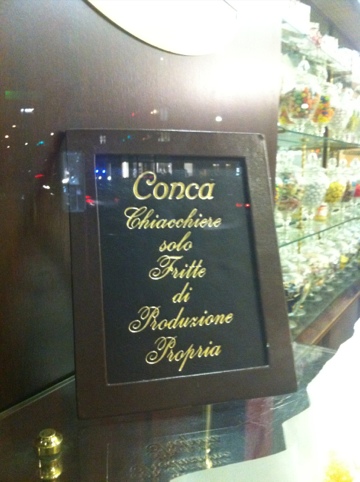 Conca
Chiacchiere
solo
Fritte
di
Produzione
Propria